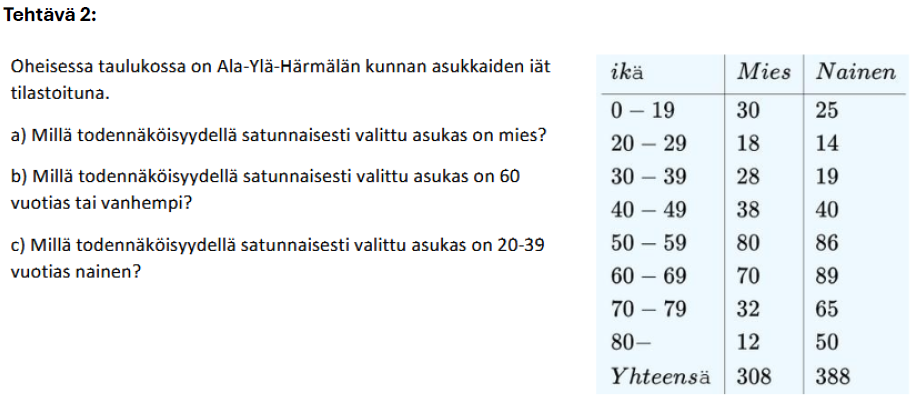 Tehtävä 2:
Oheisessa taulukossa on Ala-Ylä-Härmälän kunnan asukkaiden iät
tilastoituna.
a) Millä todennäköisyydellä satunnaisesti valittu asukas on mies?
b) Millä todennäköisyydellä satunnaisesti valittu asukas on 60
vuotias tai vanhempi?
c) Millä todennäköisyydellä satunnaisesti valittu asukas on 20-39
vuotias nainen?
ikä Mies Nainen
0 – 19 30 25
20 – 29 18 14
30 – 39 28 19
40 – 49 38 40
50 – 59 80 86
60 – 69 70 89
70 – 79 32 65
80– 12 50
Yhteensä 308 388